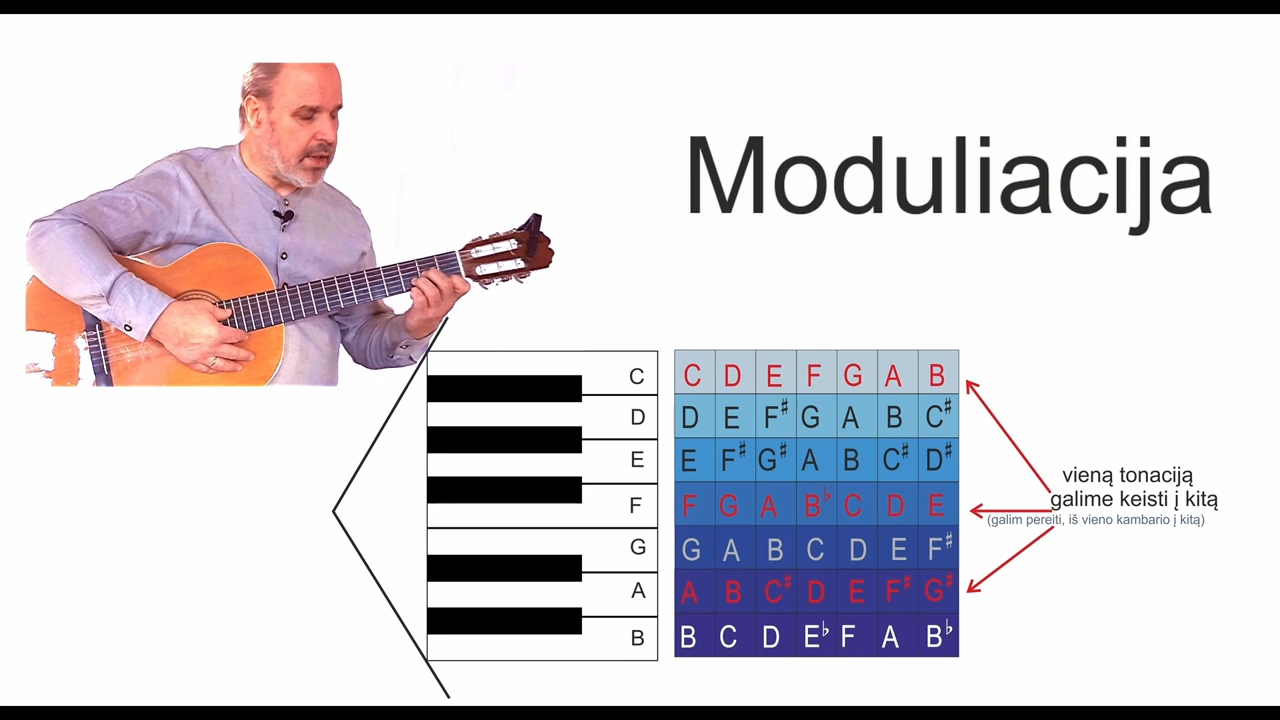 Moduliacija
C
D
E
F
G
A
B
C D E F G A B
D E F♯ G A B C♯
E F♯ G♯ A B C♯ D♯
F G A B♭ C D E
G A B C D E F♯
A B C♯ D E F♯ G♯
B C D E♭ F A B♭
vieną tonaciją
galime keisti į kitą
(galim pereiti, iš vieno kambario į kitą)